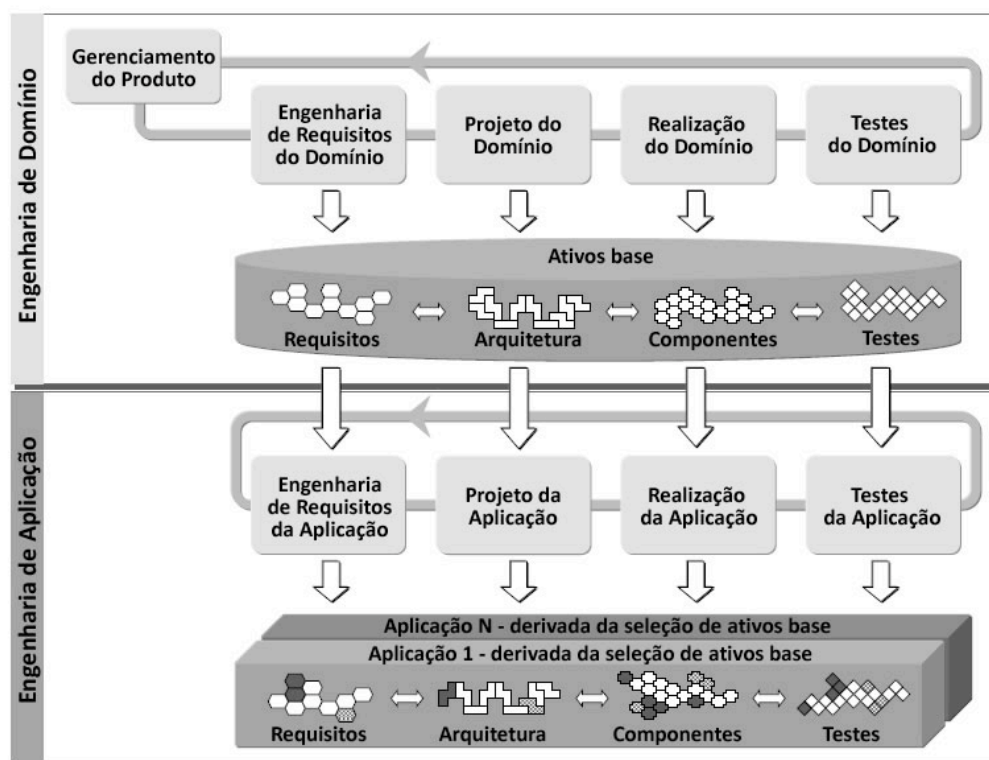 Engenharia de Domínio
Gerenciamento
do Produto
Engenharia
de Requisitos
do Domínio
Projeto do
Domínio
Realização
do Domínio
Testes
do Domínio
Ativos base
Requisitos
Arquitetura
Componentes
Testes
Engenharia de Aplicação
Engenharia
de Requisitos
da Aplicação
Projeto da
Aplicação
Realização
da Aplicação
Testes
da Aplicação
Aplicação N - derivada da seleção de ativos base
Aplicação 1 - derivada da seleção de ativos base
Requisitos
Arquitetura
Componentes
Testes